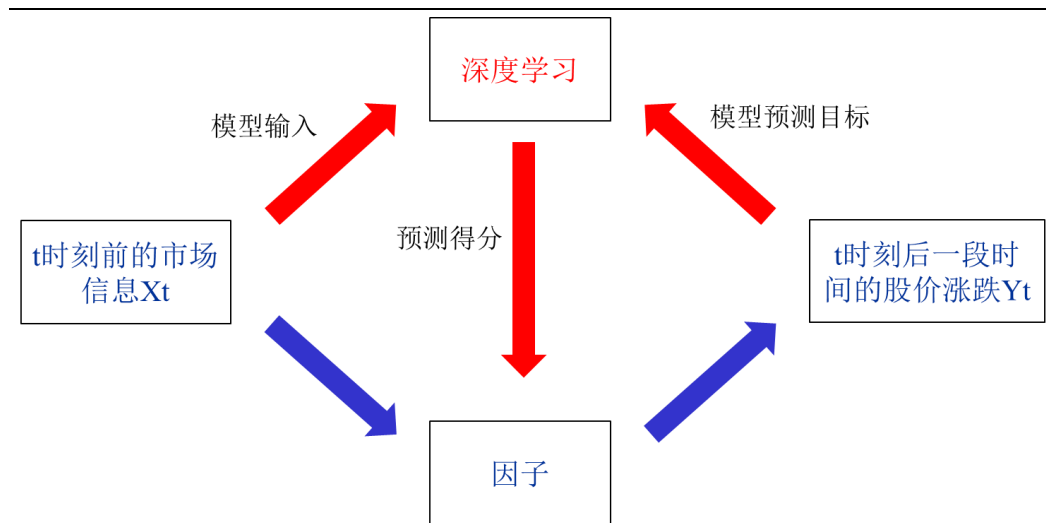 深度学习
模型输入
模型预测目标
预测得分
t时刻前的市场
信息Xt
t时刻后一段时
间的股价涨跌Yt
因子